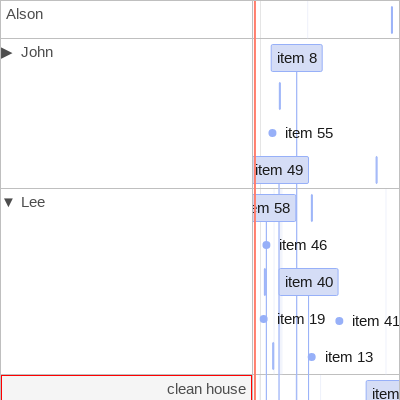 Alson
▶ John
item 8
item 55
item 49
▼ Lee
em 58
item 46
item 40
item 19
item 41
item 13
clean house
item